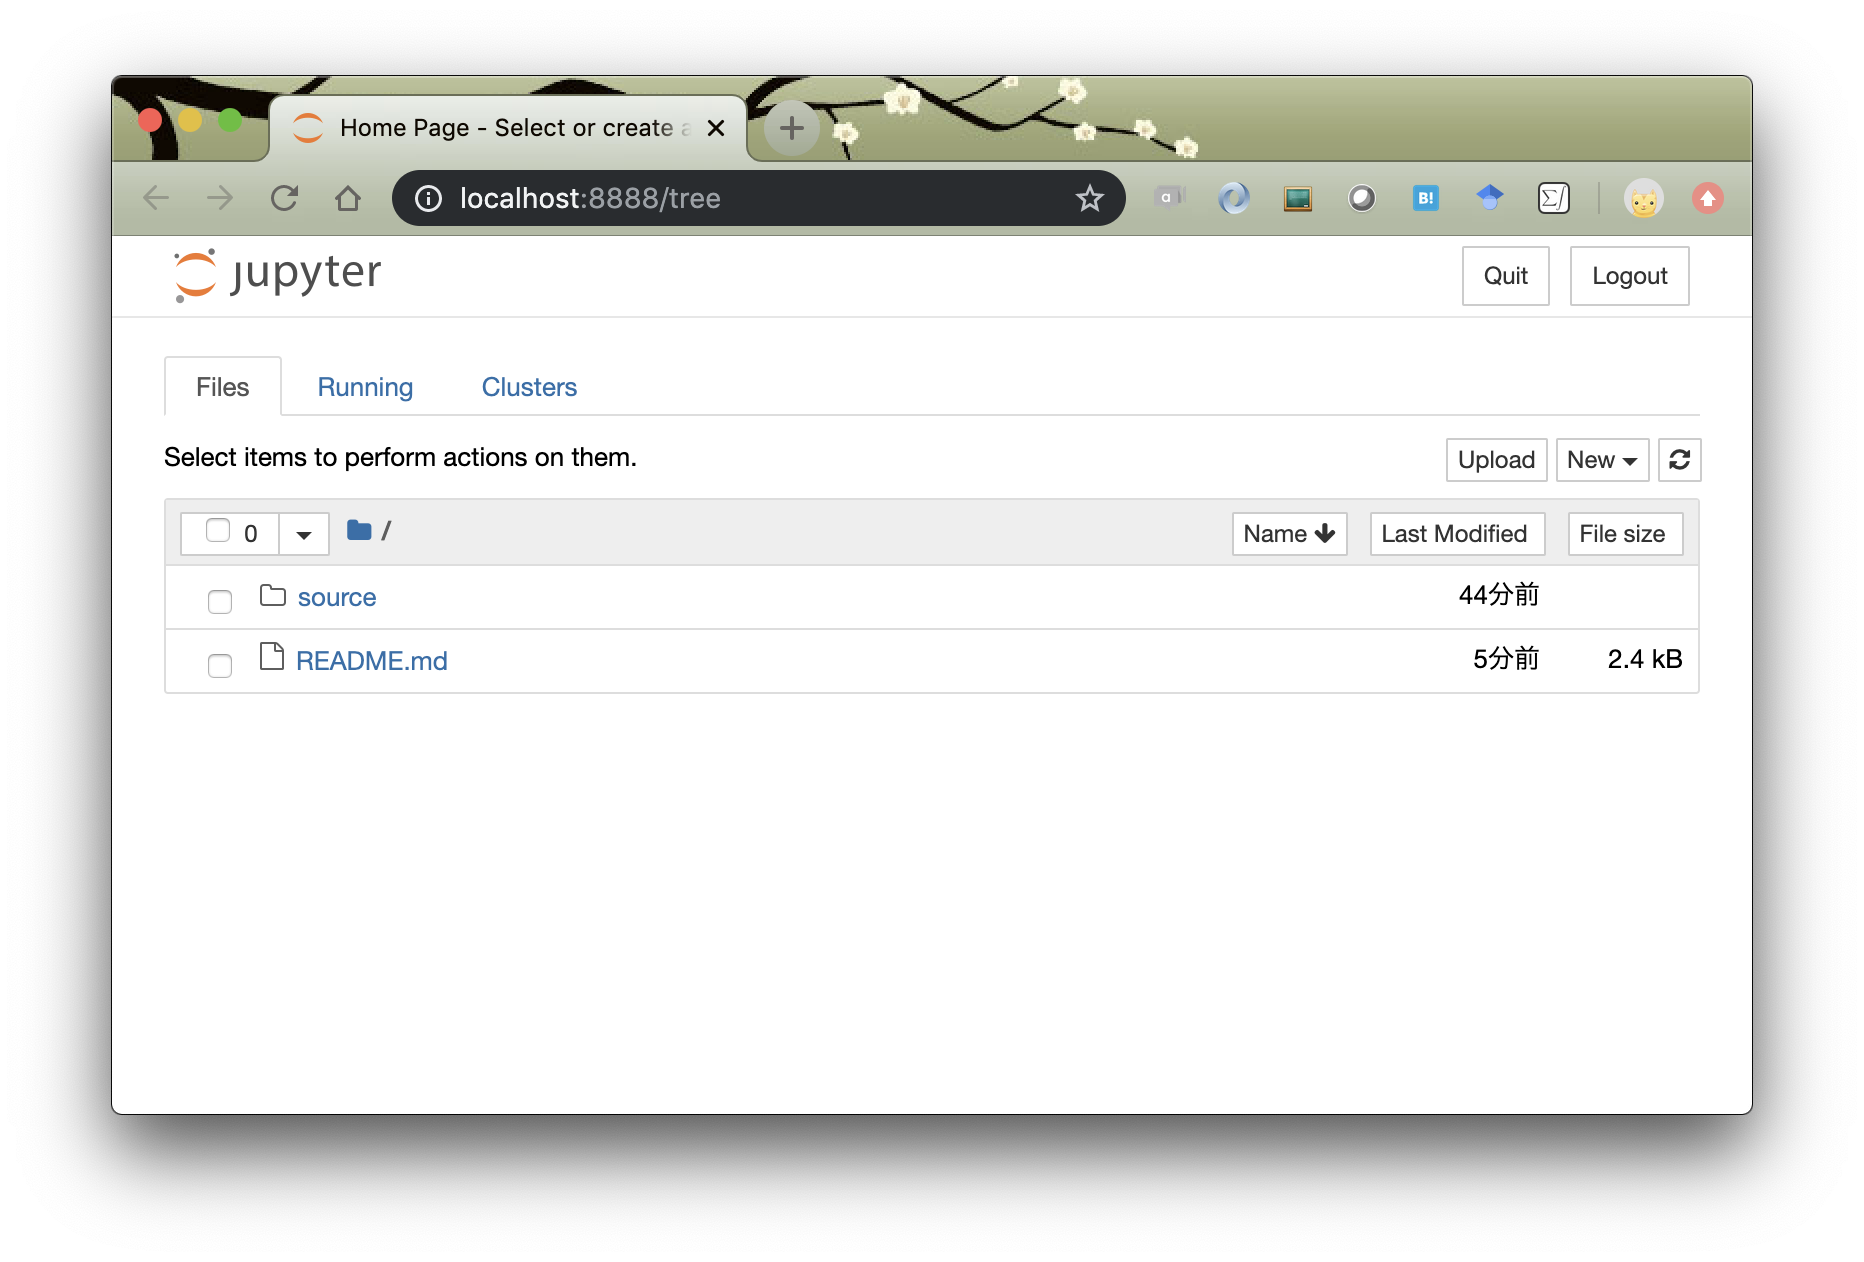 Home Page - Select or create a
localhost:8888/tree
a
B!
Σ∫
jupyter
Quit
Logout
Files
Running
Clusters
Select items to perform actions on them.
Upload
New
0
/
Name
Last Modified
File size
source
44分前
README.md
5分前
2.4 kB